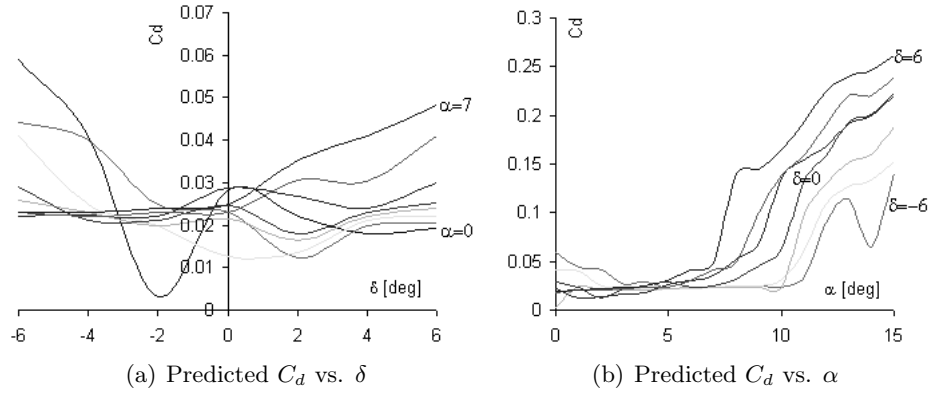 0.07
0.06
0.05
0.04
0.03
0.02
0.01
0
Cd
α=7
α=0
δ [deg]
-6
-4
-2
0
2
4
6
(a) Predicted Cd vs. δ
0.3
0.25
0.2
0.15
0.1
0.05
0
Cd
δ=6
δ=0
δ=-6
α [deg]
0
5
10
15
(b) Predicted Cd vs. α